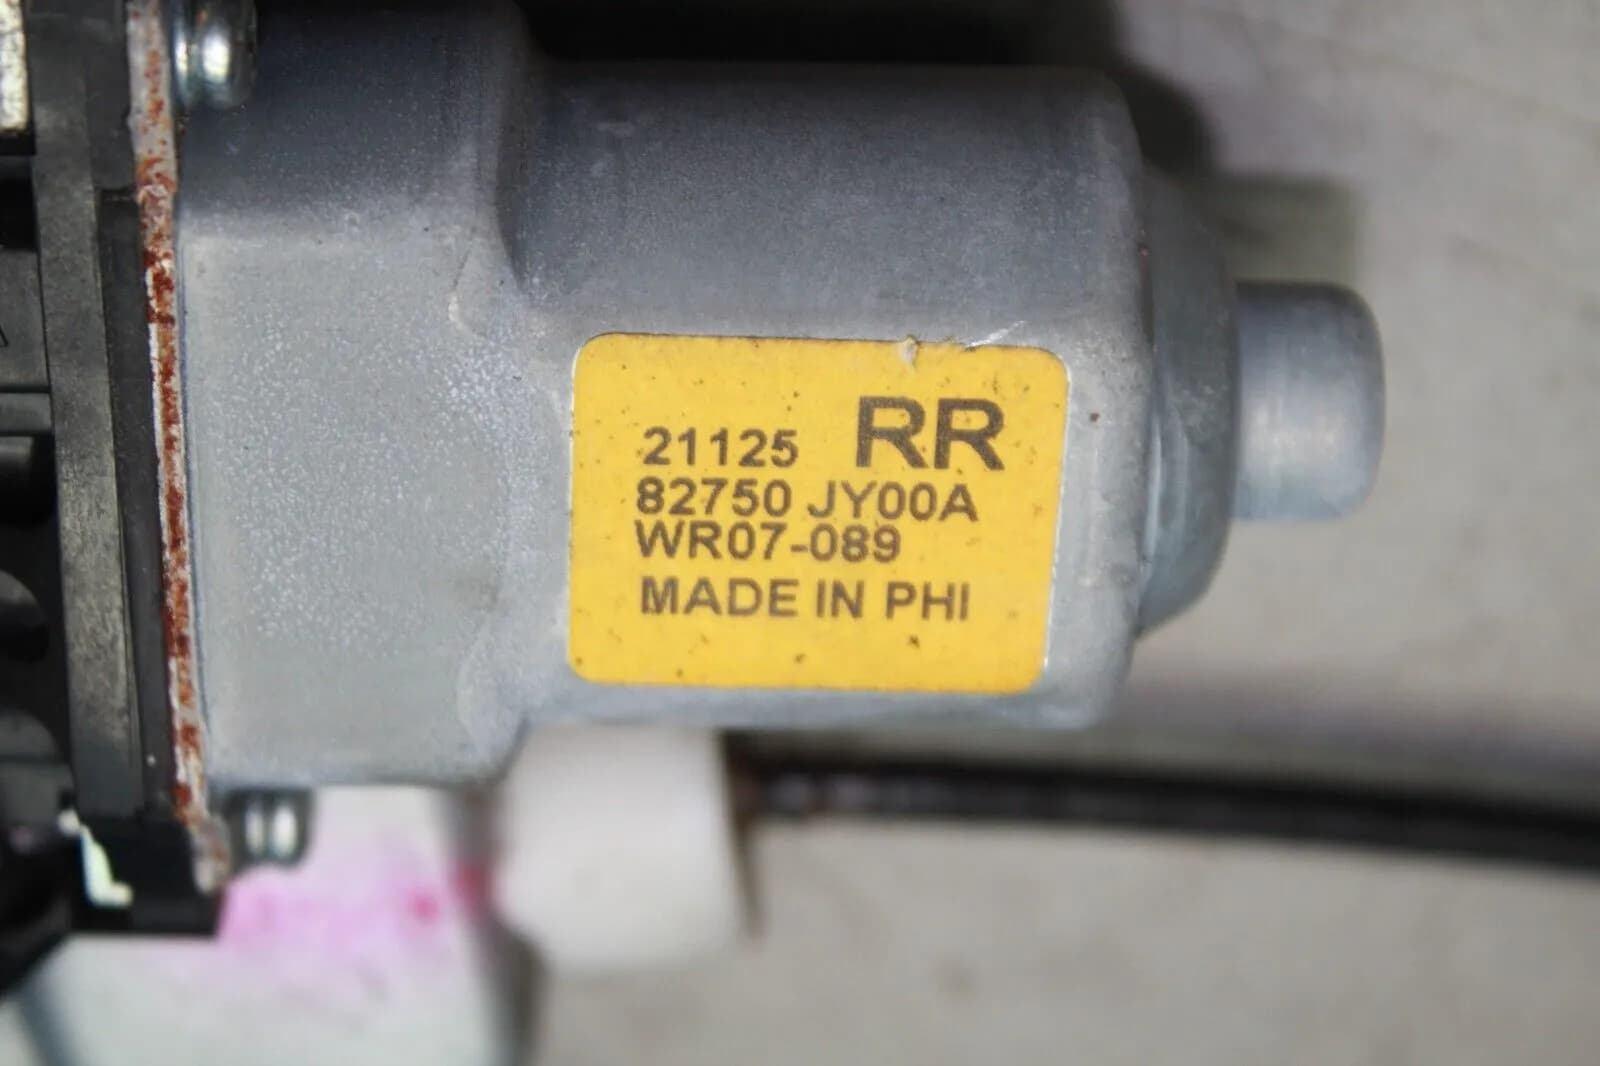 21125 RR
82750 JY00A
WR07-089
MADE IN PHI